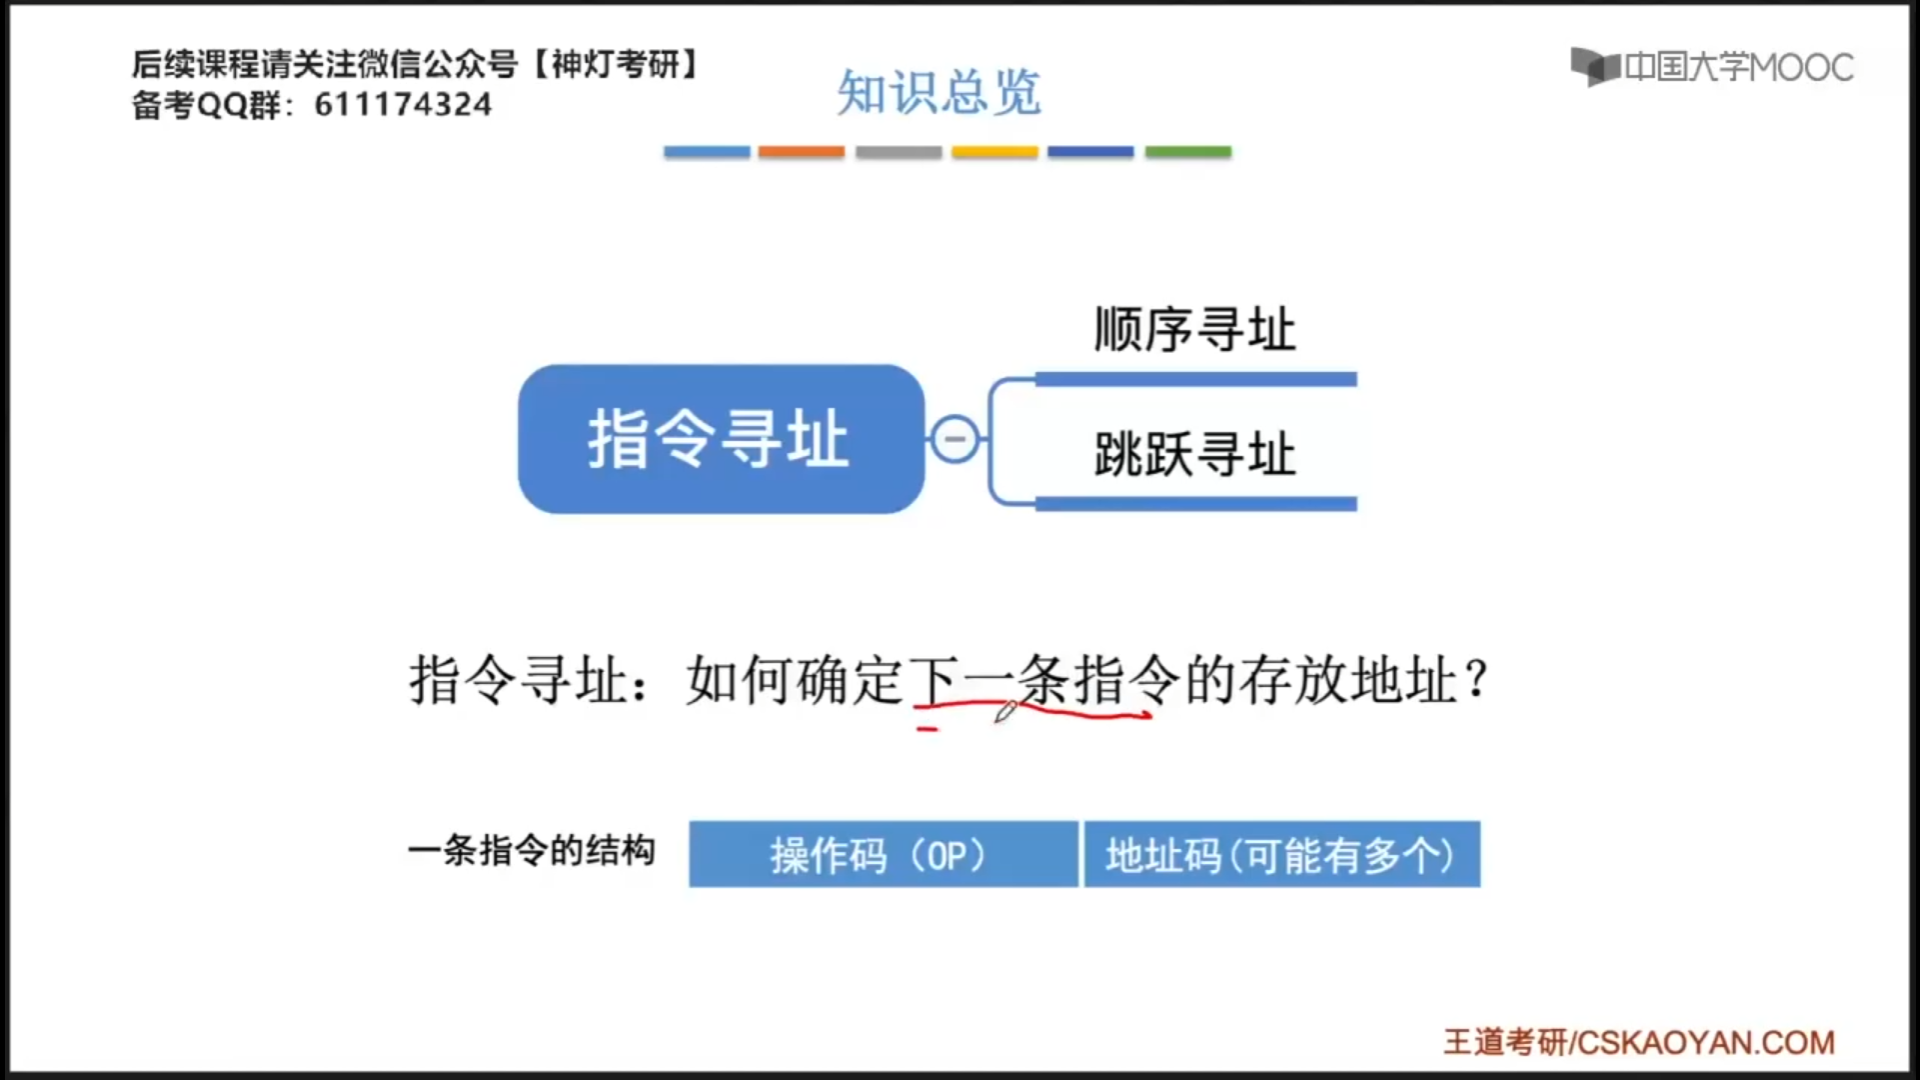 后续课程请关注微信公众号【神灯考研】
备考QQ群：611174324
知识总览
中国大学MOOC
顺序寻址
指令寻址
跳跃寻址
指令寻址：如何确定下一条指令的存放地址？
一条指令的结构
操作码（OP）
地址码(可能有多个)
王道考研/CSKAOYAN.COM